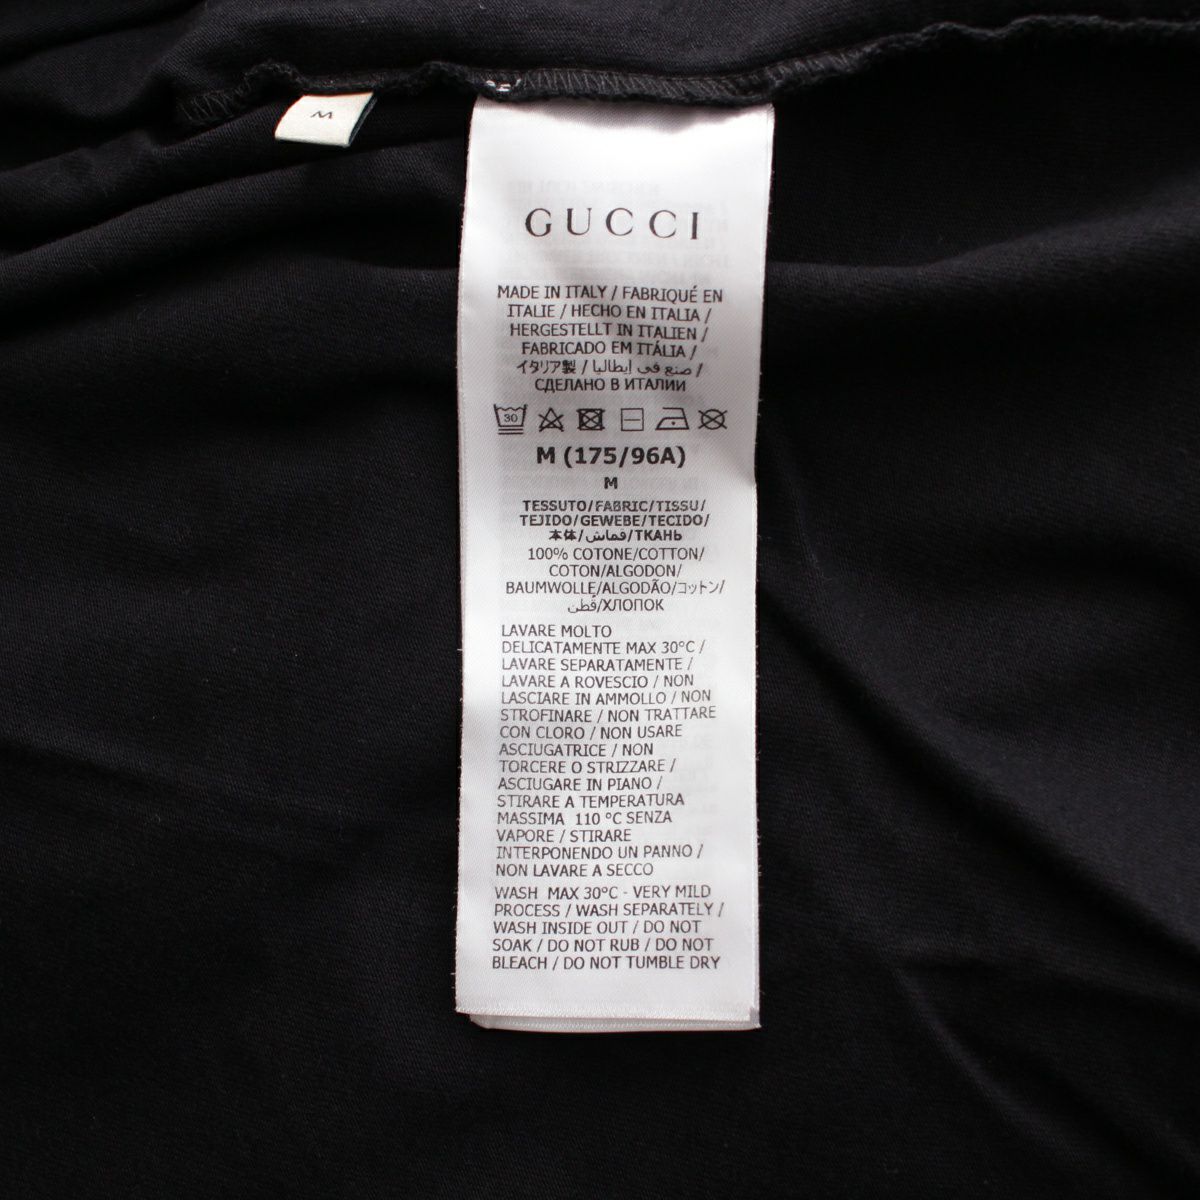 M
GUCCI
MADE IN ITALY / FABRIQUÉ EN
ITALIE / HECHO EN ITALIA /
HERGESTELLT IN ITALIEN /
FABRICADO EM ITÁLIA /
イタリア製 / صنع في إيطاليا /
СДЕЛАНО В ИТАЛИИ
30
M (175/96A)
M
TESSUTO/FABRIC/TISSU/
TEJIDO/GEWEBE/TECIDO/
本体/قماش/ТКАНЬ
100% COTONE/COTTON/
COTON/ALGODON/
BAUMWOLLE/ALGODÃO/コットン/
قطن/ХЛОПОК
LAVARE MOLTO
DELICATAMENTE MAX 30°C /
LAVARE SEPARATAMENTE /
LAVARE A ROVESCIO / NON
LASCIARE IN AMMOLLO / NON
STROFINARE / NON TRATTARE
CON CLORO / NON USARE
ASCIUGATRICE / NON
TORCERE O STRIZZARE /
ASCIUGARE IN PIANO /
STIRARE A TEMPERATURA
MASSIMA 110 °C SENZA
VAPORE / STIRARE
INTERPONENDO UN PANNO /
NON LAVARE A SECCO
WASH MAX 30°C - VERY MILD
PROCESS / WASH SEPARATELY /
WASH INSIDE OUT / DO NOT
SOAK / DO NOT RUB / DO NOT
BLEACH / DO NOT TUMBLE DRY